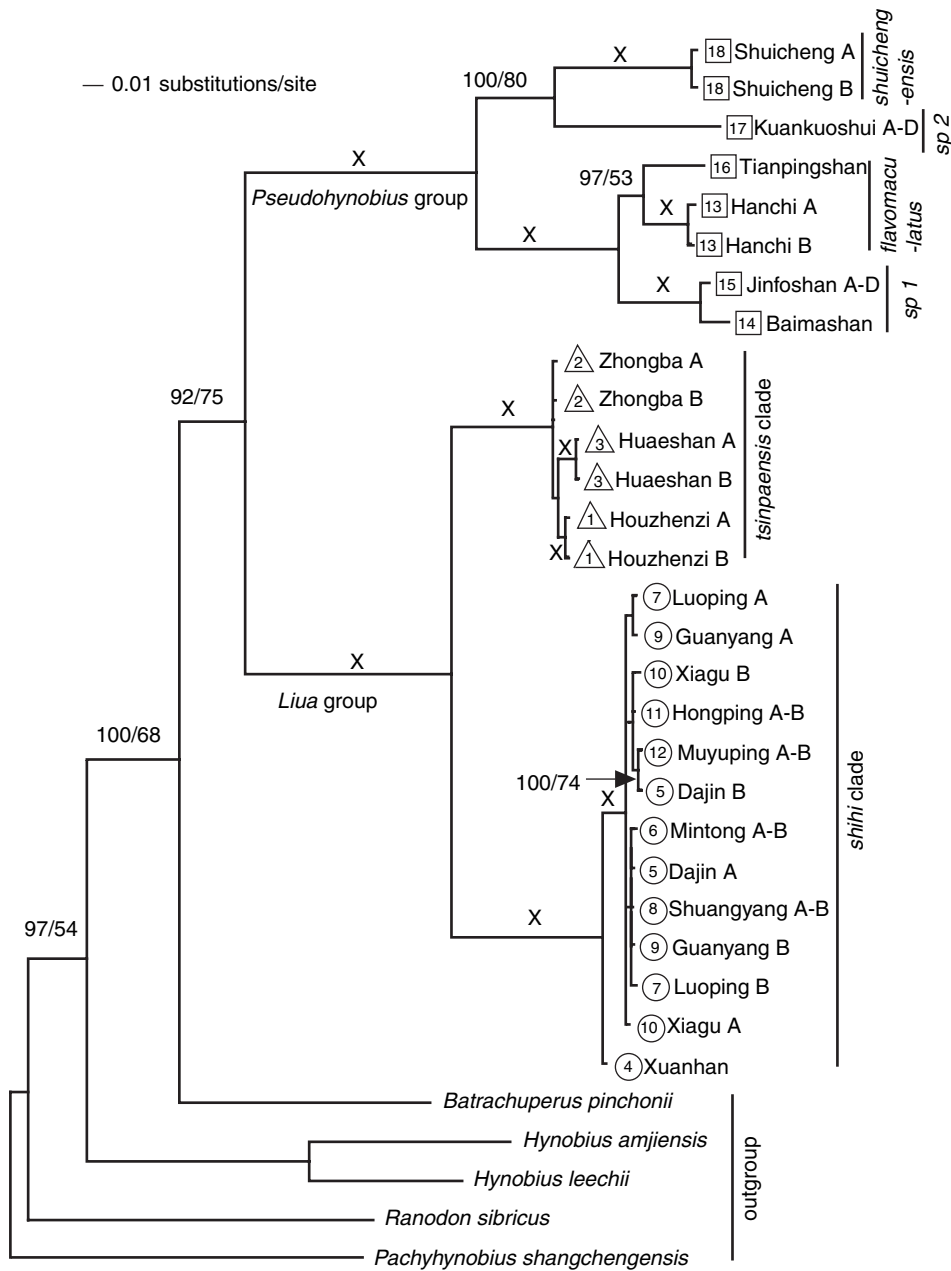 — 0.01 substitutions/site
100/80
X
18 Shuicheng A
18 Shuicheng B
shuicheng
-ensis
17 Kuankuoshui A-D
sp 2
X
Pseudohynobius group
97/53
16 Tianpingshan
X
13 Hanchi A
13 Hanchi B
flavomacu
-latus
X
X
15 Jinfoshan A-D
14 Baimashan
sp 1
92/75
X
2 Zhongba A
2 Zhongba B
X
3 Huaeshan A
3 Huaeshan B
1 Houzhenzi A
X
1 Houzhenzi B
tsinpaensis clade
X
Liua group
7 Luoping A
9 Guanyang A
10 Xiagu B
11 Hongping A-B
12 Muyuping A-B
100/74
5 Dajin B
X
6 Mintong A-B
5 Dajin A
8 Shuangyang A-B
X
9 Guanyang B
7 Luoping B
10 Xiagu A
4 Xuanhan
shihi clade
100/68
97/54
Batrachuperus pinchonii
Hynobius amjiensis
Hynobius leechii
Ranodon sibricus
Pachyhynobius shangchengensis
outgroup